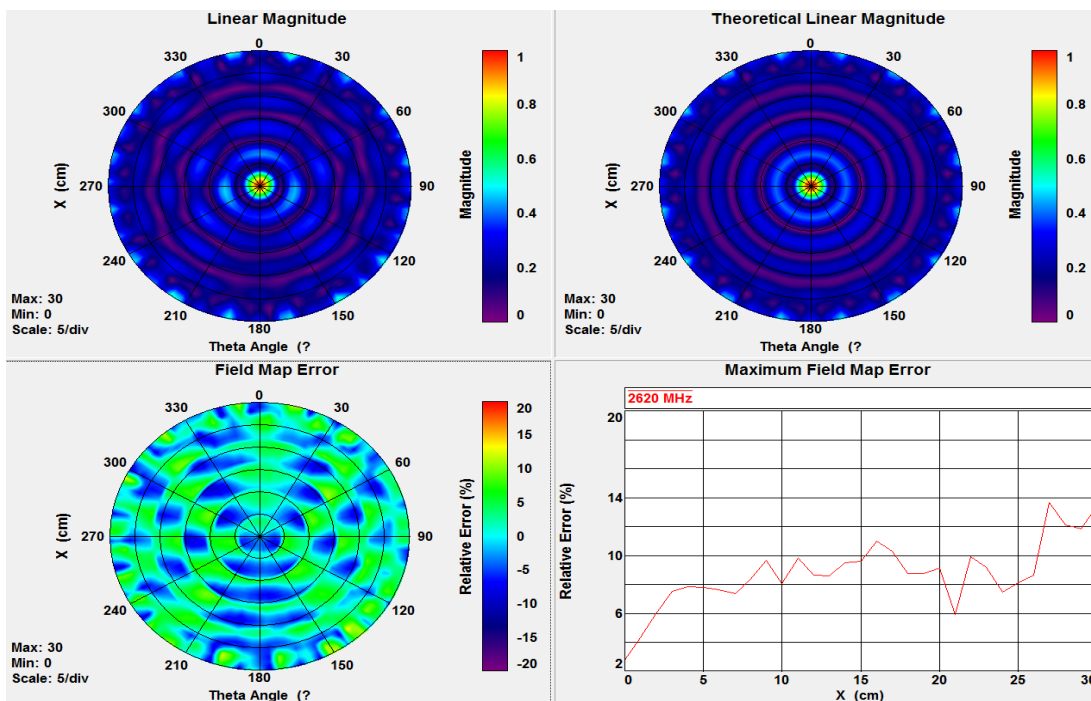 Linear Magnitude
0
30
60
90
120
150
180
210
240
270
300
330
X (cm)
Max: 30
Min: 0
Scale: 5/div
Theta Angle (?
1
0.8
0.6
0.4
0.2
0
Magnitude
Theoretical Linear Magnitude
0
30
60
90
120
150
180
210
240
270
300
330
X (cm)
Max: 30
Min: 0
Scale: 5/div
Theta Angle (?
1
0.8
0.6
0.4
0.2
0
Magnitude
Field Map Error
0
30
60
90
120
150
180
210
240
270
300
330
X (cm)
Max: 30
Min: 0
Scale: 5/div
Theta Angle (?
20
15
10
5
0
-5
-10
-15
-20
Relative Error (%)
Maximum Field Map Error
2620 MHz
20
14
10
6
2
Relative Error (%)
0
5
10
15
20
25
30
X (cm)